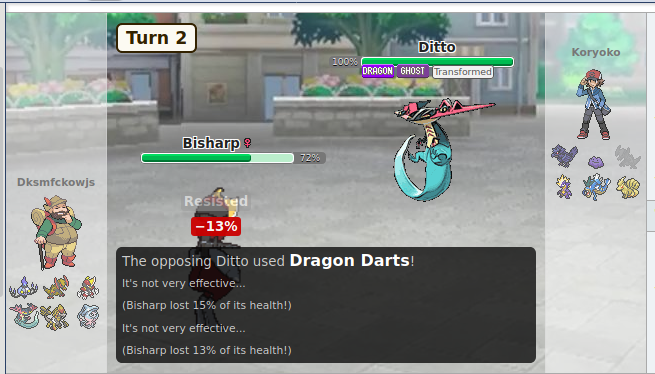 Turn 2
Ditto
100%
DRAGON GHOST Transformed
Koryoko
Bisharp ♀
72%
Dksmfckowjs
Resisted
−13%
The opposing Ditto used Dragon Darts!
It's not very effective...
(Bisharp lost 15% of its health!)
It's not very effective...
(Bisharp lost 13% of its health!)